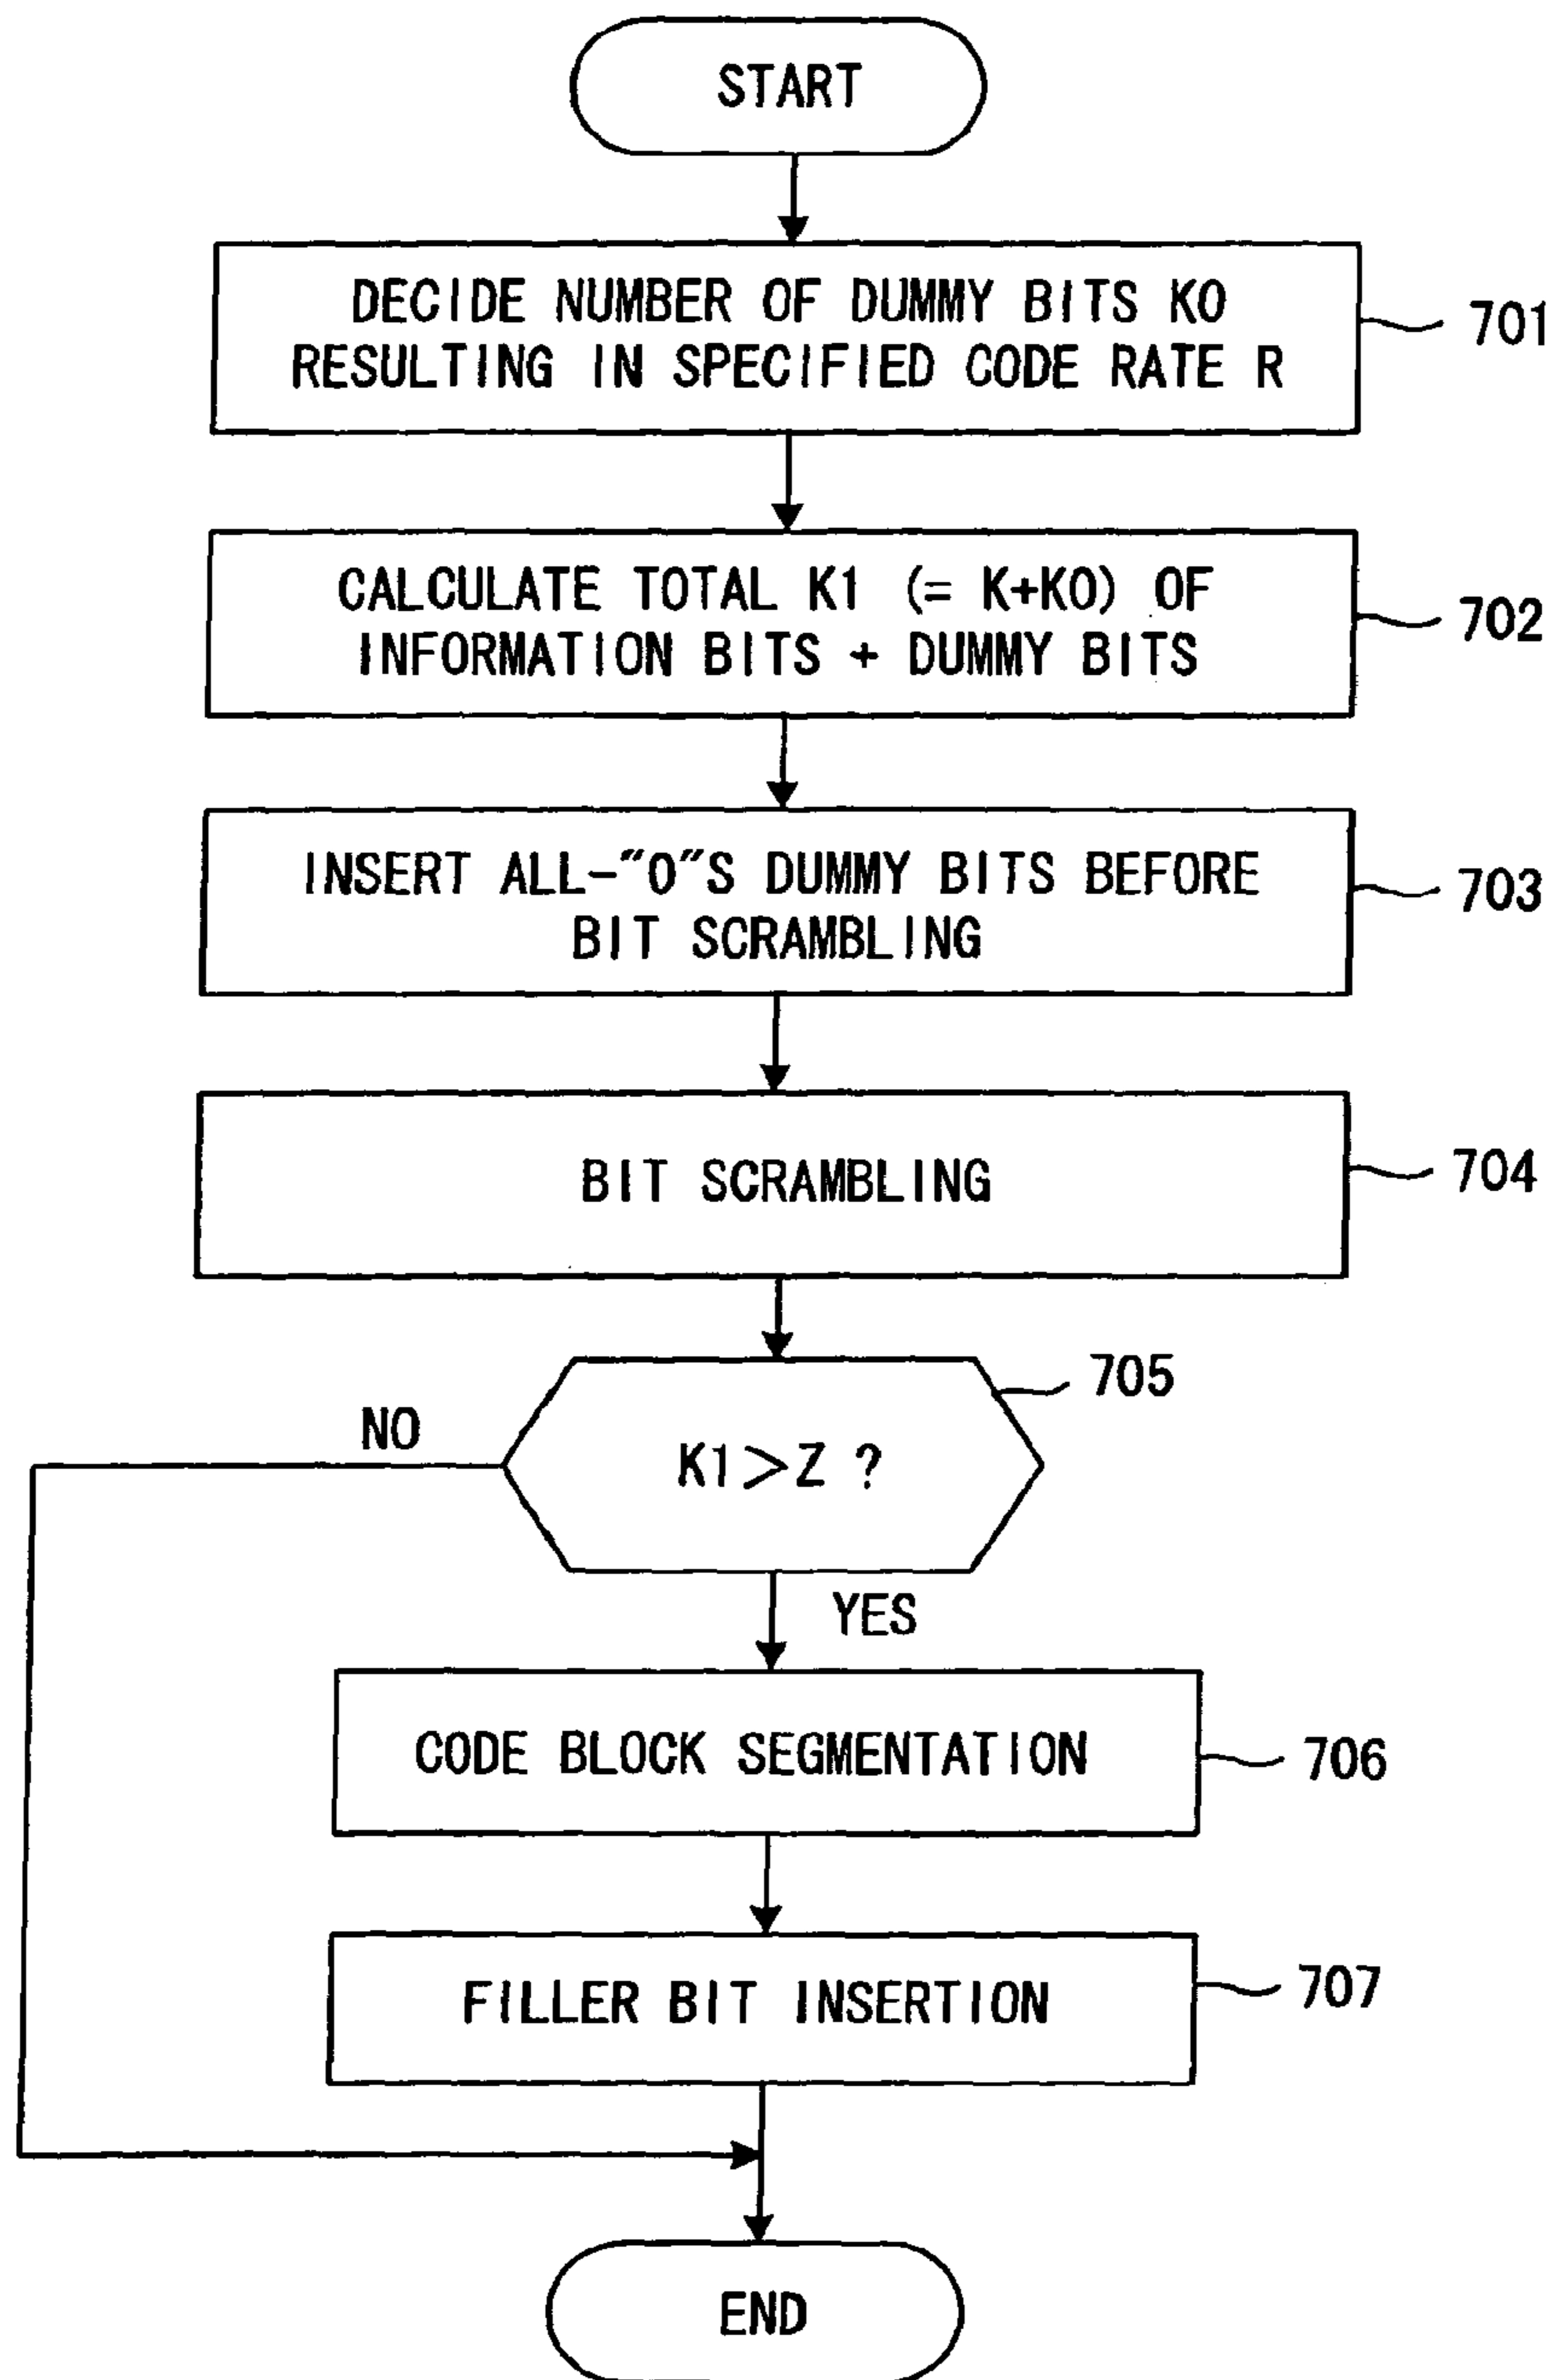 START
DECIDE NUMBER OF DUMMY BITS K0
RESULTING IN SPECIFIED CODE RATE R
701
CALCULATE TOTAL K1 (= K+K0) OF
INFORMATION BITS + DUMMY BITS
702
INSERT ALL-"0"S DUMMY BITS BEFORE
BIT SCRAMBLING
703
BIT SCRAMBLING
704
705
NO
K1>Z ?
YES
CODE BLOCK SEGMENTATION
706
FILLER BIT INSERTION
707
END